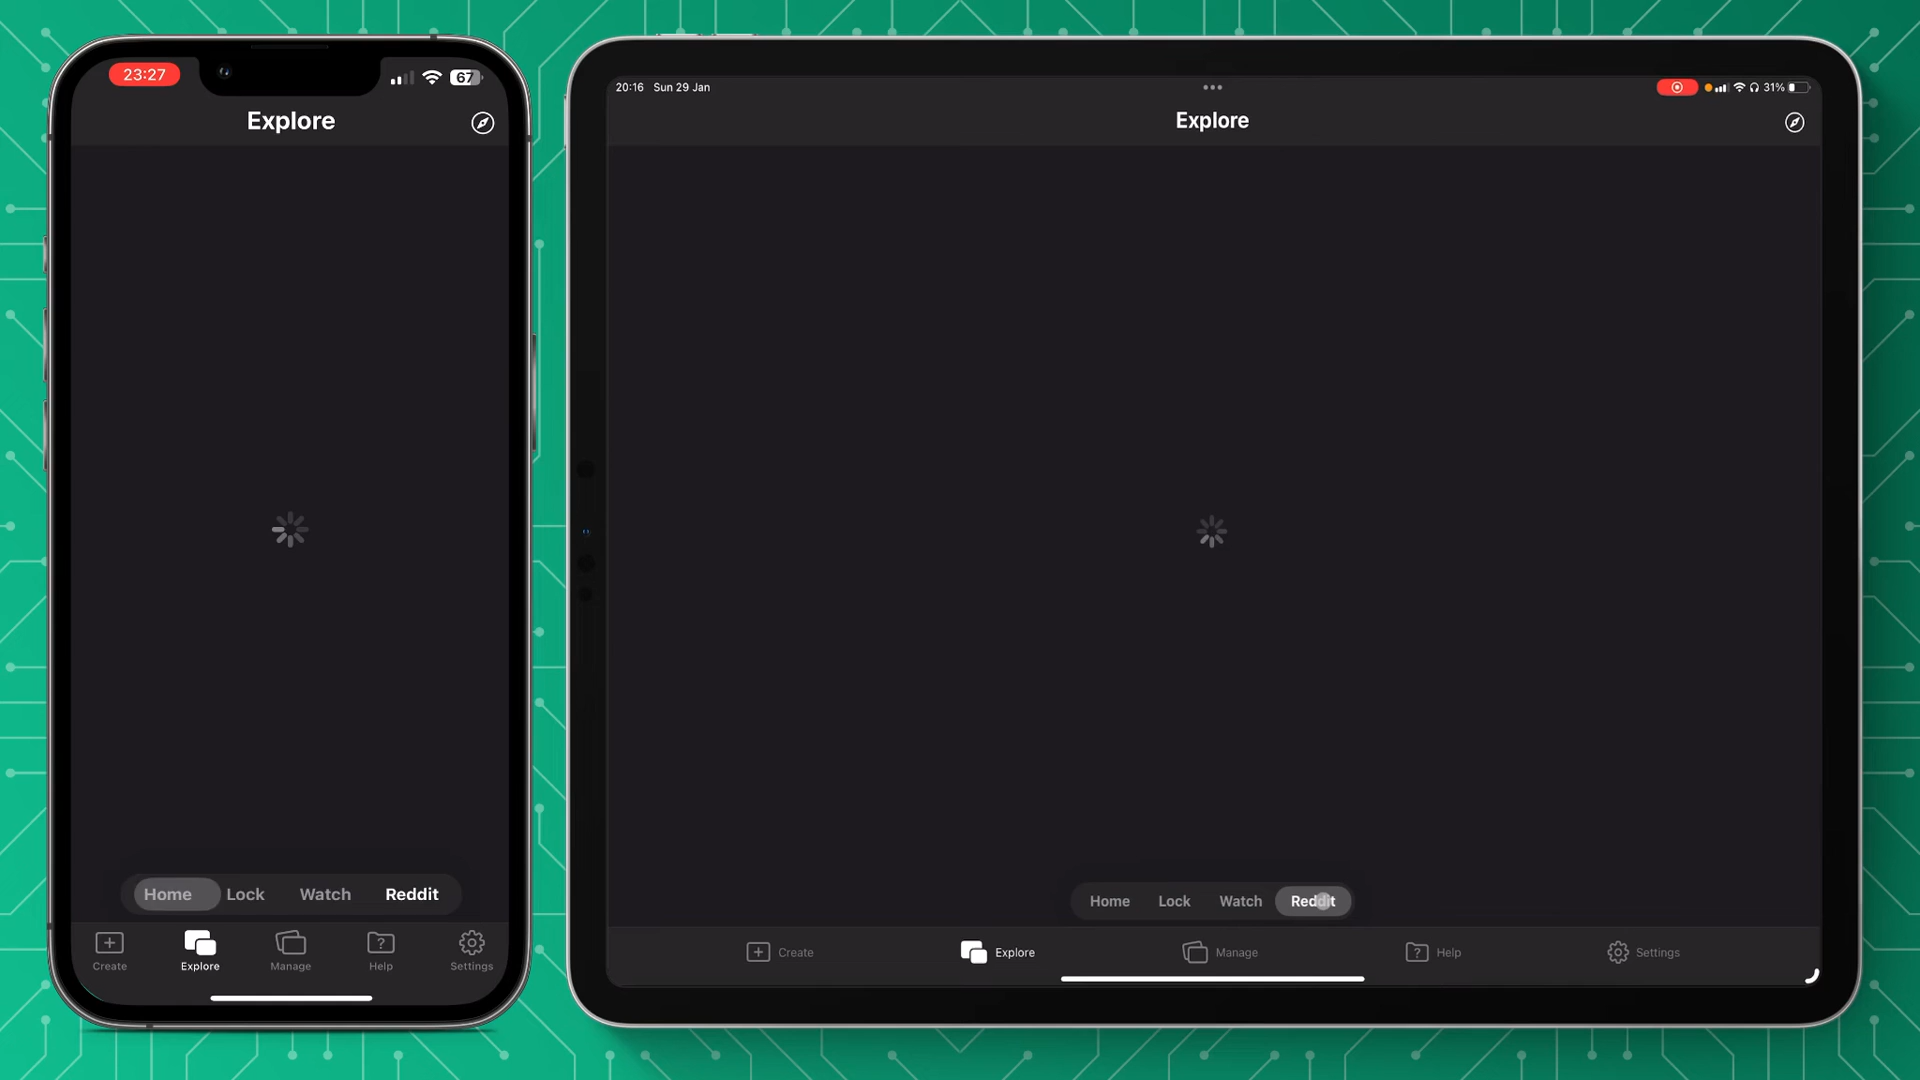 23:27
67
Explore
Home Lock Watch Reddit
Create Explore Manage Help Settings
20:16 Sun 29 Jan
31%
Explore
Home Lock Watch Reddit
Create Explore Manage Help Settings